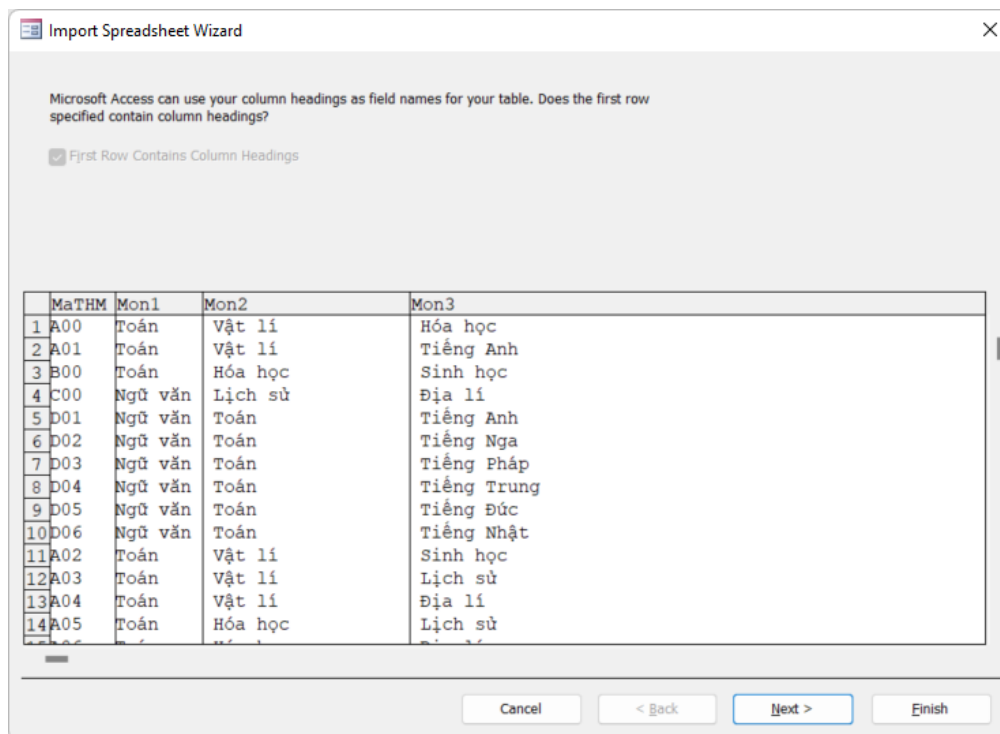 Import Spreadsheet Wizard
Microsoft Access can use your column headings as field names for your table. Does the first row
specified contain column headings?
First Row Contains Column Headings
MaTHM Mon1 Mon2 Mon3
1 A00 Toán Vật lí Hóa học
2 A01 Toán Vật lí Tiếng Anh
3 B00 Toán Hóa học Sinh học
4 C00 Ngữ văn Lịch sử Địa lí
5 D01 Ngữ văn Toán Tiếng Anh
6 D02 Ngữ văn Toán Tiếng Nga
7 D03 Ngữ văn Toán Tiếng Pháp
8 D04 Ngữ văn Toán Tiếng Trung
9 D05 Ngữ văn Toán Tiếng Đức
10 D06 Ngữ văn Toán Tiếng Nhật
11 A02 Toán Vật lí Sinh học
12 A03 Toán Vật lí Lịch sử
13 A04 Toán Vật lí Địa lí
14 A05 Toán Hóa học Lịch sử
Cancel < Back Next > Finish